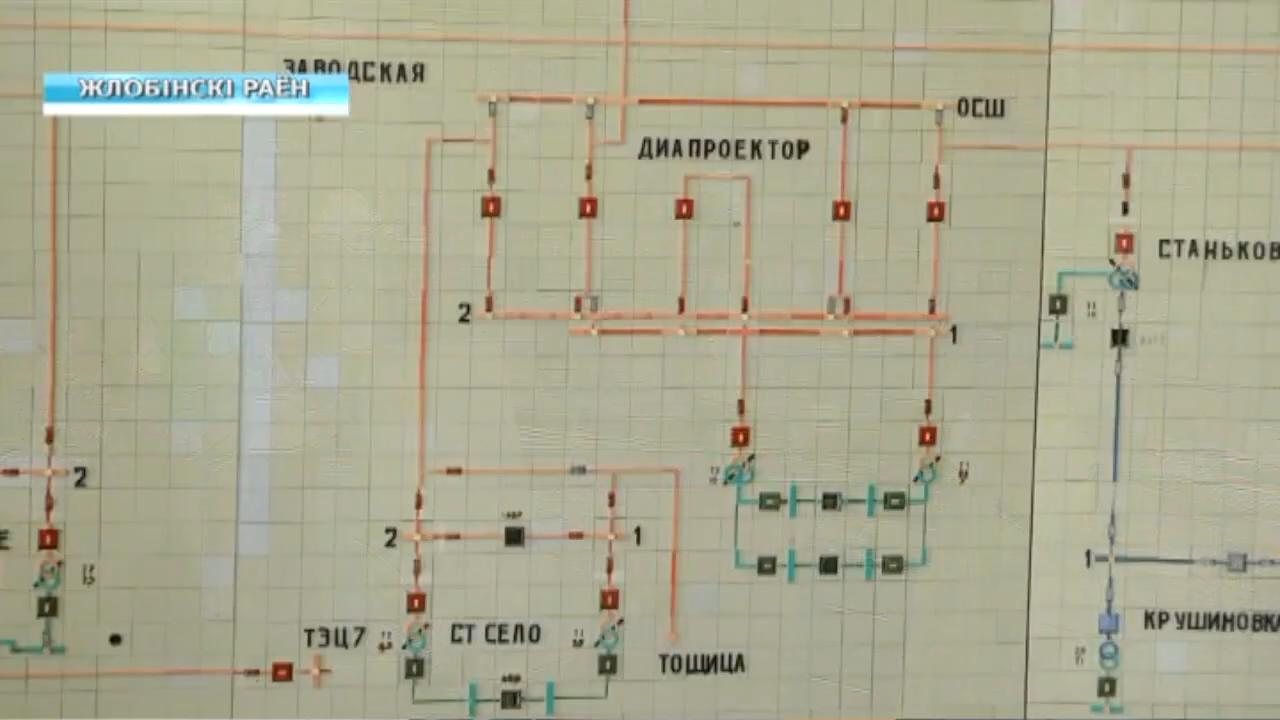 ЗАВОДСКАЯ
ЖЛОБІНСКІ РАЁН
ОСШ
ДИАПРОЕКТОР
СТАНЬКОВ
2
1
2
2
1
1
КРУШИНОВКА
ТЭЦ7
СТ СЕЛО
ТОЩИЦА